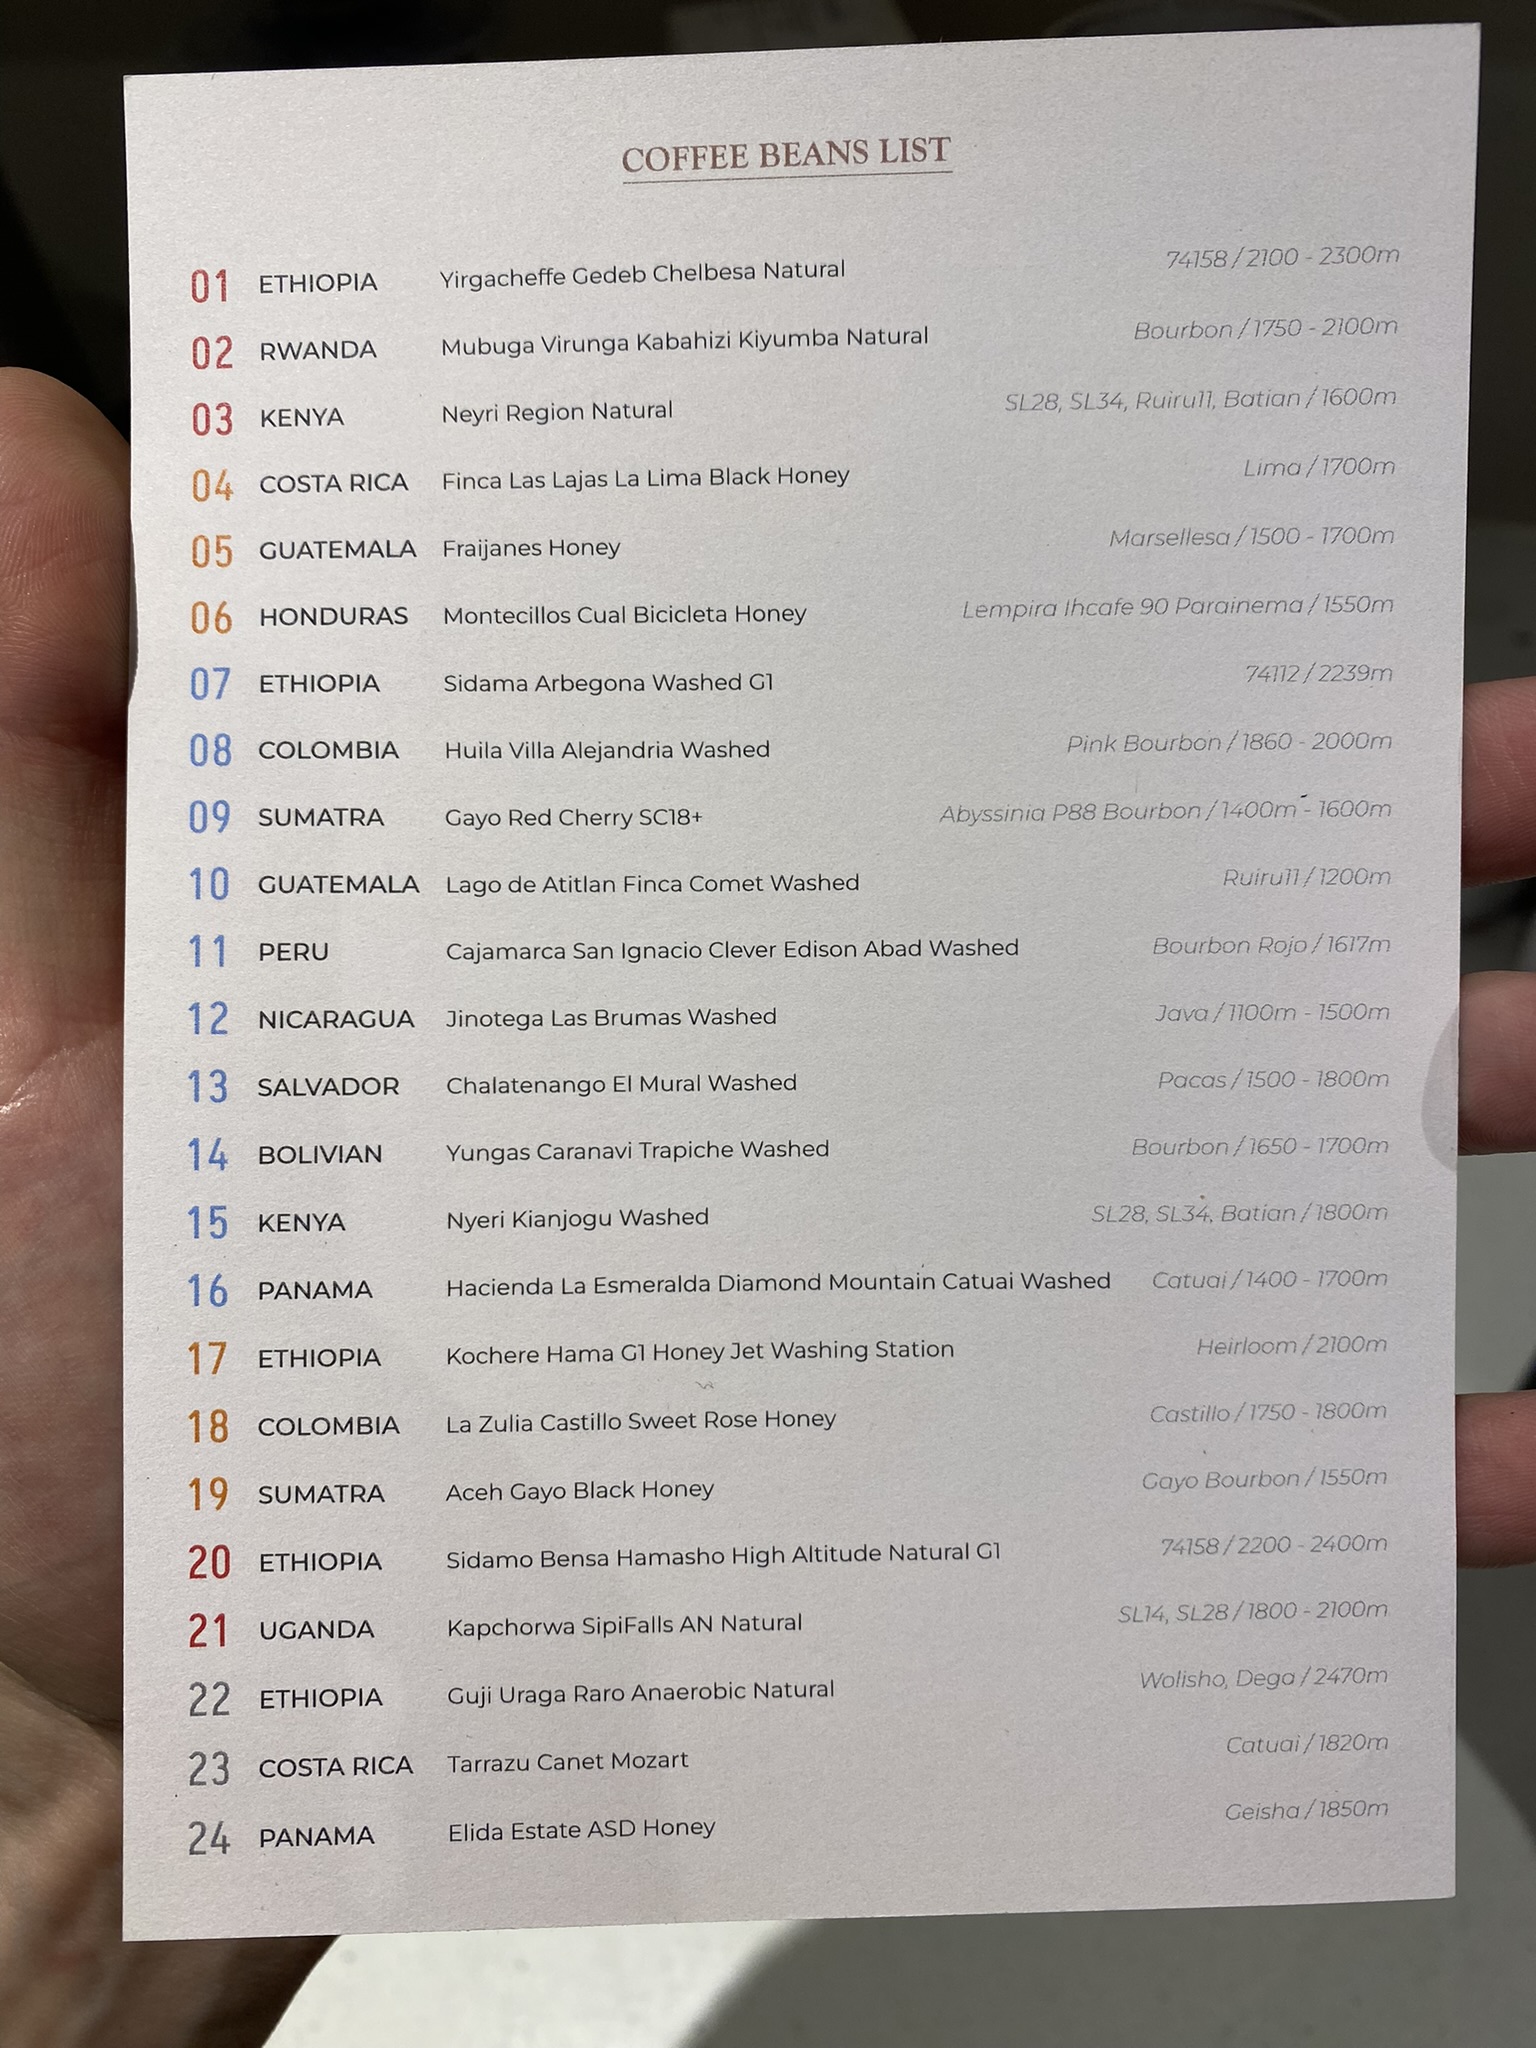 COFFEE BEANS LIST
01 ETHIOPIA Yirgacheffe Gedeb Chelbesa Natural 74158 / 2100 - 2300m
02 RWANDA Mubuga Virunga Kabahizi Kiyumba Natural Bourbon / 1750 - 2100m
03 KENYA Neyri Region Natural SL28, SL34, Ruiru11, Batian / 1600m
04 COSTA RICA Finca Las Lajas La Lima Black Honey Lima / 1700m
05 GUATEMALA Fraijanes Honey Marsellesa / 1500 - 1700m
06 HONDURAS Montecillos Cual Bicicleta Honey Lempira Ihcafe 90 Parainema / 1550m
07 ETHIOPIA Sidama Arbegona Washed G1 74112 / 2239m
08 COLOMBIA Huila Villa Alejandria Washed Pink Bourbon / 1860 - 2000m
09 SUMATRA Gayo Red Cherry SC18+ Abyssinia P88 Bourbon / 1400m - 1600m
10 GUATEMALA Lago de Atitlan Finca Comet Washed Ruiru11 / 1200m
11 PERU Cajamarca San Ignacio Clever Edison Abad Washed Bourbon Rojo / 1617m
12 NICARAGUA Jinotega Las Brumas Washed Java / 1100m - 1500m
13 SALVADOR Chalatenango El Mural Washed Pacas / 1500 - 1800m
14 BOLIVIAN Yungas Caranavi Trapiche Washed Bourbon / 1650 - 1700m
15 KENYA Nyeri Kianjogu Washed SL28, SL34, Batian / 1800m
16 PANAMA Hacienda La Esmeralda Diamond Mountain Catuai Washed Catuai / 1400 - 1700m
17 ETHIOPIA Kochere Hama G1 Honey Jet Washing Station Heirloom / 2100m
18 COLOMBIA La Zulia Castillo Sweet Rose Honey Castillo / 1750 - 1800m
19 SUMATRA Aceh Gayo Black Honey Gayo Bourbon / 1550m
20 ETHIOPIA Sidamo Bensa Hamasho High Altitude Natural G1 74158 / 2200 - 2400m
21 UGANDA Kapchorwa SipiFalls AN Natural SL14, SL28 / 1800 - 2100m
22 ETHIOPIA Guji Uraga Raro Anaerobic Natural Wolisho, Dega / 2470m
23 COSTA RICA Tarrazu Canet Mozart Catuai / 1820m
24 PANAMA Elida Estate ASD Honey Geisha / 1850m